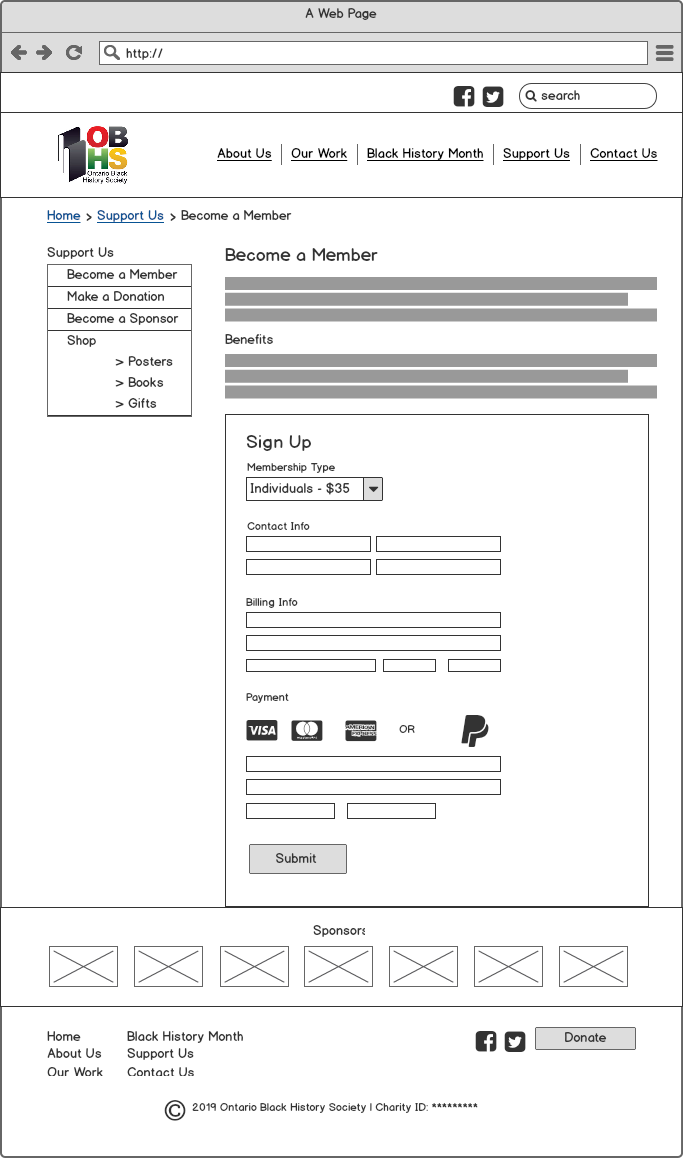 A Web Page
http://
search
OB
HS
Ontario Black
History Society
About Us
Our Work
Black History Month
Support Us
Contact Us
Home > Support Us > Become a Member
Support Us
Become a Member
Make a Donation
Become a Sponsor
Shop
> Posters
> Books
> Gifts
Become a Member
Benefits
Sign Up
Membership Type
Individuals - $35
Contact Info
Billing Info
Payment
VISA
AMERICAN EXPRESS
OR
Submit
Sponsors
Home
About Us
Our Work
Black History Month
Support Us
Contact Us
Donate
© 2019 Ontario Black History Society | Charity ID: *********